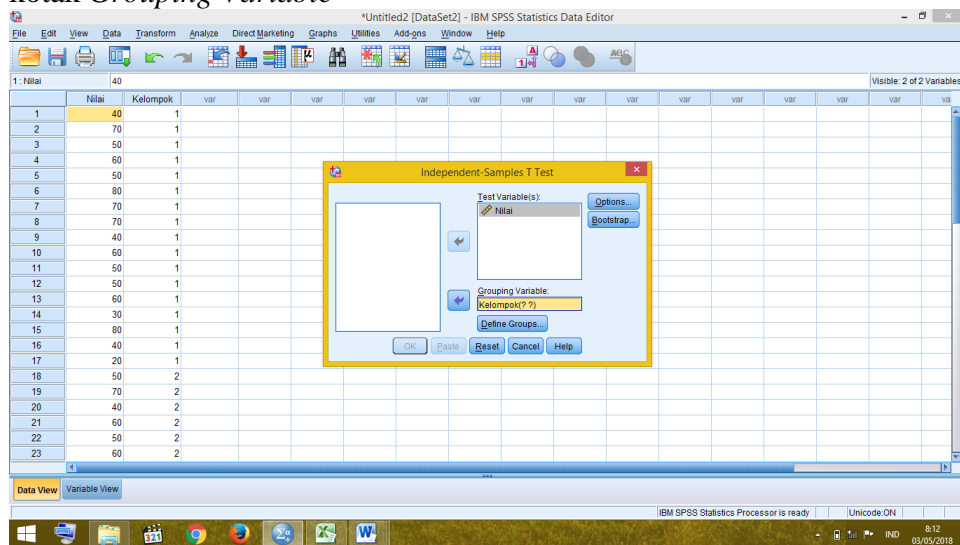 kotak Grouping Variable
*Untitled2 [DataSet2] - IBM SPSS Statistics Data Editor
File Edit View Data Transform Analyze Direct Marketing Graphs Utilities Add-ons Window Help
1 : Nilai 40 Visible: 2 of 2 Variables
Nilai Kelompok var var var var var var var var var var var var va
1 40 1
2 70 1
3 50 1
4 60 1
5 50 1
6 80 1
7 70 1
8 70 1
9 40 1
10 60 1
11 50 1
12 50 1
13 60 1
14 30 1
15 80 1
16 40 1
17 20 1
18 50 2
19 70 2
20 40 2
21 60 2
22 50 2
23 60 2
Independent-Samples T Test
Test Variable(s):
Nilai
Options...
Bootstrap...
Grouping Variable:
Kelompok(? ?)
Define Groups...
OK Paste Reset Cancel Help
Data View Variable View
IBM SPSS Statistics Processor is ready Unicode:ON
IND 8:12
03/05/2018